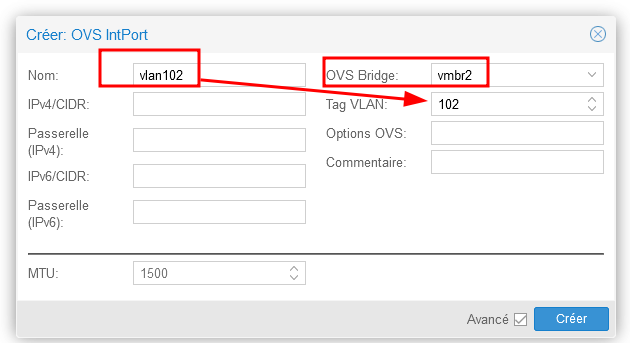 Créer: OVS IntPort
Nom: vlan102 OVS Bridge: vmbr2
IPv4/CIDR: Tag VLAN: 102
Passerelle Options OVS:
(IPv4):
Commentaire:
IPv6/CIDR:
Passerelle
(IPv6):
MTU: 1500
Avancé Créer